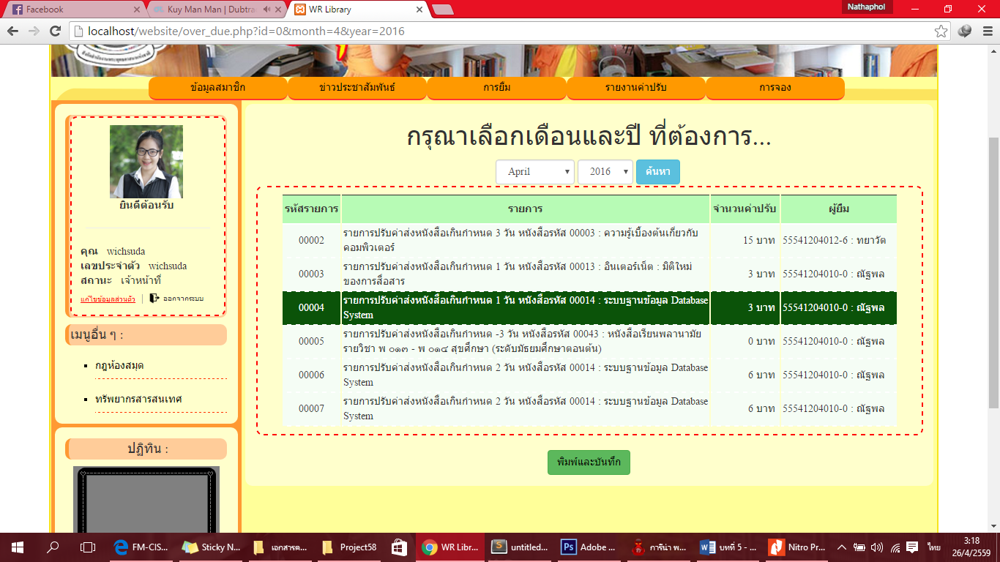 Facebook
Kuy Man Man | Dubtra
WR Library
Nathaphol
localhost/website/over_due.php?id=0&month=4&year=2016
ข้อมูลสมาชิก ข่าวประชาสัมพันธ์ การยืม รายงานค่าปรับ การจอง
ยินดีต้อนรับ
คุณ wichsuda
เลขประจำตัว wichsuda
สถานะ เจ้าหน้าที่
แก้ไขข้อมูลส่วนตัว | ออกจากระบบ
เมนูอื่น ๆ :
กฎห้องสมุด
ทรัพยากรสารสนเทศ
ปฏิทิน :
กรุณาเลือกเดือนและปี ที่ต้องการ...
April 2016 ค้นหา
รหัสรายการ รายการ จำนวนค่าปรับ ผู้ยืม
00002 รายการปรับค่าส่งหนังสือเกินกำหนด 3 วัน หนังสือรหัส 00003 : ความรู้เบื้องต้นเกี่ยวกับ 15 บาท 55541204012-6 : ทยาวัต
คอมพิวเตอร์
00003 รายการปรับค่าส่งหนังสือเกินกำหนด 1 วัน หนังสือรหัส 00013 : อินเตอร์เน็ต : มิติใหม่ 3 บาท 55541204010-0 : ณัฐพล
ของการสื่อสาร
00004 รายการปรับค่าส่งหนังสือเกินกำหนด 1 วัน หนังสือรหัส 00014 : ระบบฐานข้อมูล Database 3 บาท 55541204010-0 : ณัฐพล
System
00005 รายการปรับค่าส่งหนังสือเกินกำหนด -3 วัน หนังสือรหัส 00043 : หนังสือเรียนพลานามัย 0 บาท 55541204010-0 : ณัฐพล
รายวิชา พ ๐๑๓ - พ ๐๑๔ สุขศึกษา (ระดับมัธยมศึกษาตอนต้น)
00006 รายการปรับค่าส่งหนังสือเกินกำหนด 2 วัน หนังสือรหัส 00014 : ระบบฐานข้อมูล Database 6 บาท 55541204010-0 : ณัฐพล
System
00007 รายการปรับค่าส่งหนังสือเกินกำหนด 2 วัน หนังสือรหัส 00014 : ระบบฐานข้อมูล Database 6 บาท 55541204010-0 : ณัฐพล
System
พิมพ์และบันทึก
FM-CIS... Sticky N... เอกสารด... Project58 WR Libr... untitled... Adobe ... การีน่า พ... บทที่ 5 - ... Nitro Pr... ไทย 3:18
26/4/2559